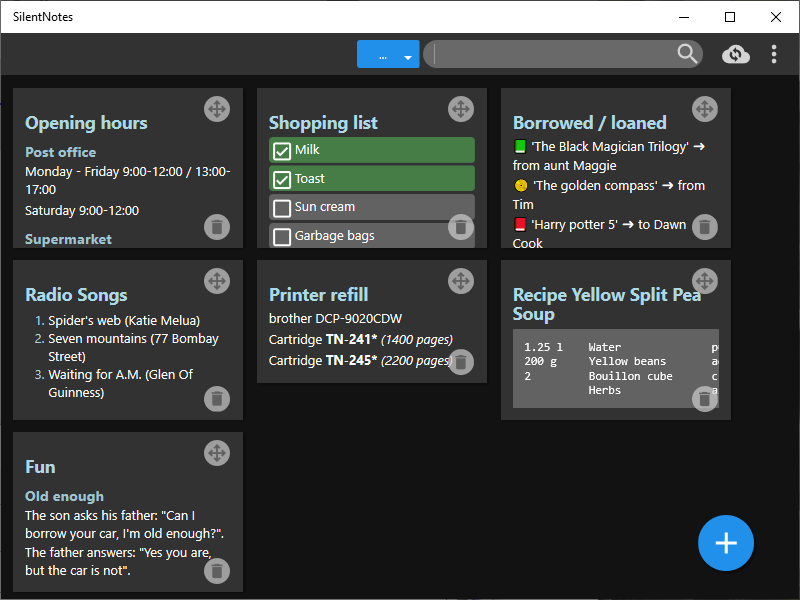 SilentNotes
...
Opening hours
Post office
Monday - Friday 9:00-12:00 / 13:00-
17:00
Saturday 9:00-12:00
Supermarket
Shopping list
Milk
Toast
Sun cream
Garbage bags
Borrowed / loaned
'The Black Magician Trilogy' ➔
from aunt Maggie
'The golden compass' ➔ from
Tim
'Harry potter 5' ➔ to Dawn
Cook
Radio Songs
1. Spider's web (Katie Melua)
2. Seven mountains (77 Bombay
Street)
3. Waiting for A.M. (Glen Of
Guinness)
Printer refill
brother DCP-9020CDW
Cartridge TN-241* (1400 pages)
Cartridge TN-245* (2200 pages)
Recipe Yellow Split Pea
Soup
1.25 l Water
200 g Yellow beans
2 Bouillon cube
Herbs
Fun
Old enough
The son asks his father: "Can I
borrow your car, I'm old enough?".
The father answers: "Yes you are,
but the car is not".